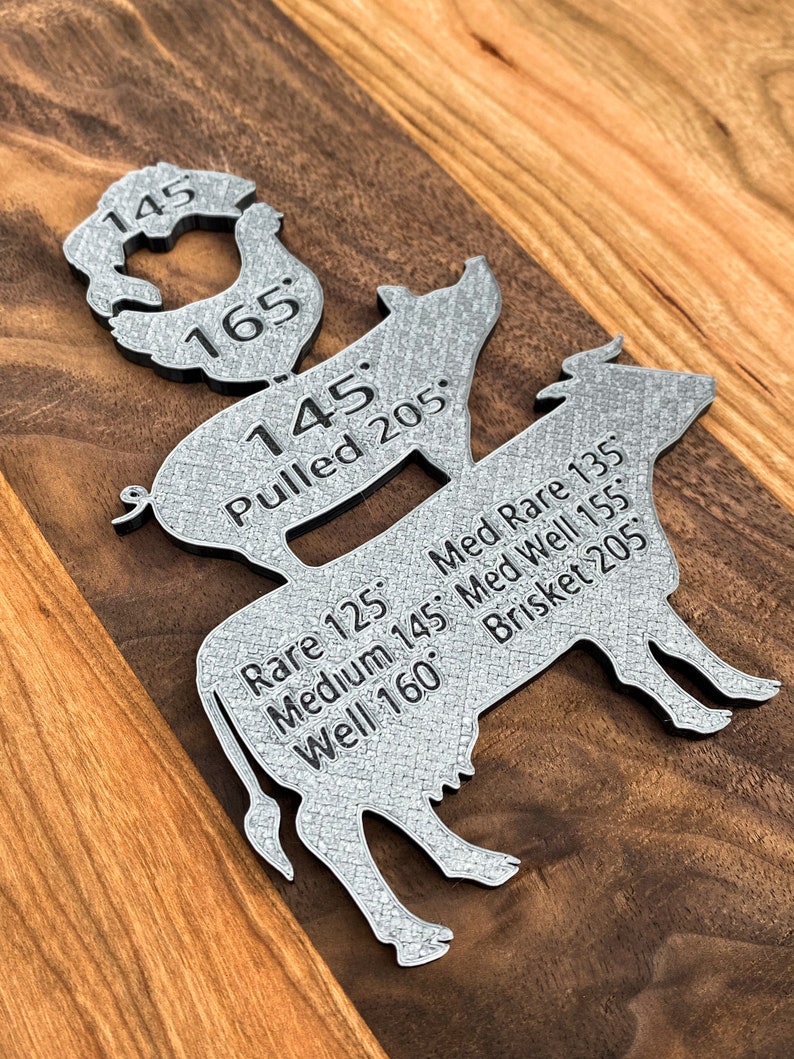 145°
165°
145°
Pulled 205°
Rare 125°
Medium 145°
Well 160°
Med Rare 135°
Med Well 155°
Brisket 205°